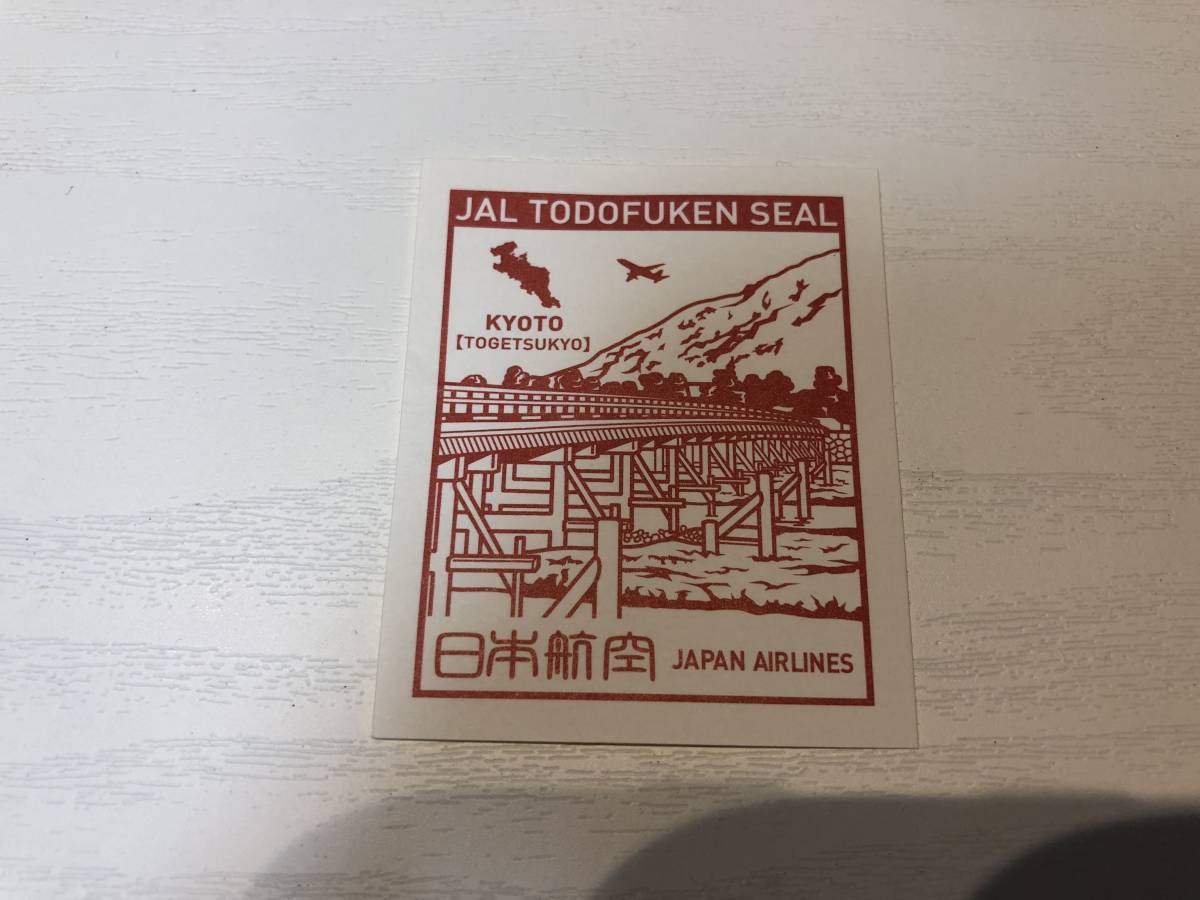 JAL TODOFUKEN SEAL
KYOTO
【TOGETSUKYO】
日本航空 JAPAN AIRLINES